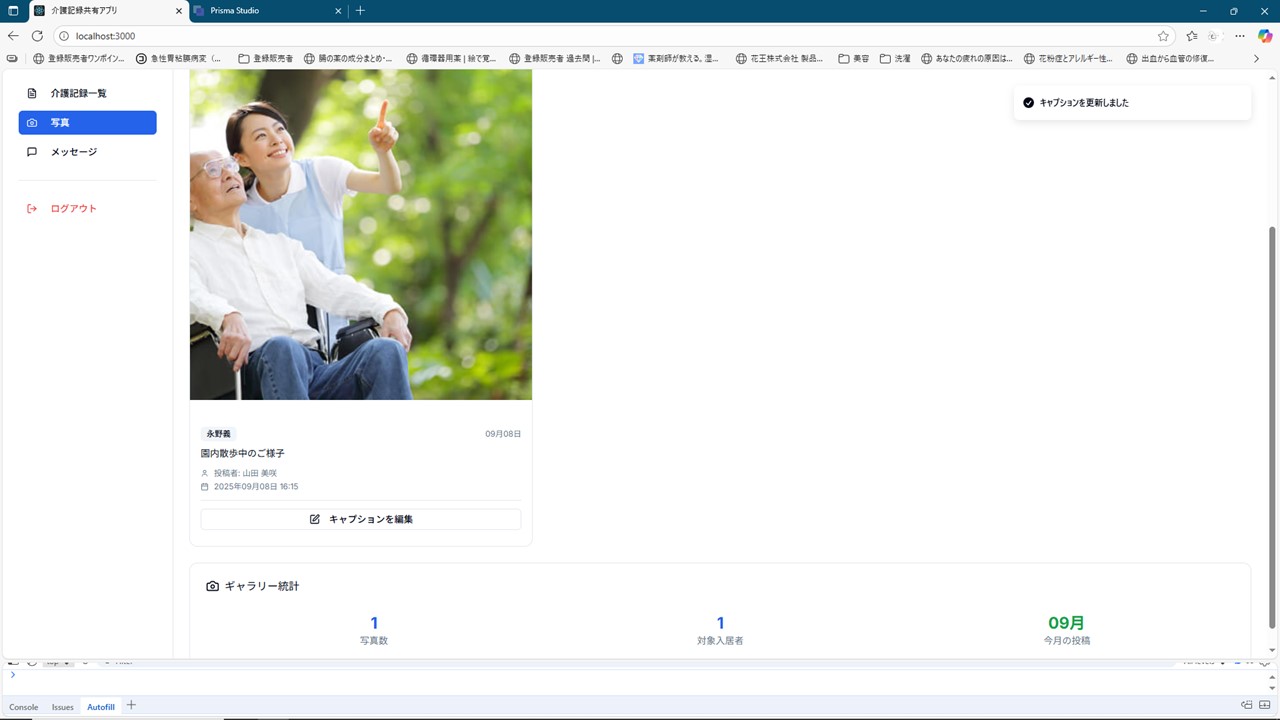 介護記録共有アプリ
Prisma Studio
localhost:3000
登録販売者ワンポイン...
急性胃粘膜病変（...
登録販売者
腸の薬の成分まとめ・...
循環器用薬 | 絵で覚...
登録販売者 過去問 |...
薬剤師が教える。湿...
花王株式会社 製品...
美容
洗濯
あなたの疲れの原因は...
花粉症とアレルギー性...
出血から血管の修復...
介護記録一覧
写真
メッセージ
ログアウト
キャプションを更新しました
永野義
09月08日
園内散歩中のご様子
投稿者: 山田 美咲
2025年09月08日 16:15
キャプションを編集
ギャラリー統計
1
写真数
1
対象入居者
09月
今月の投稿
Console
Issues
Autofill